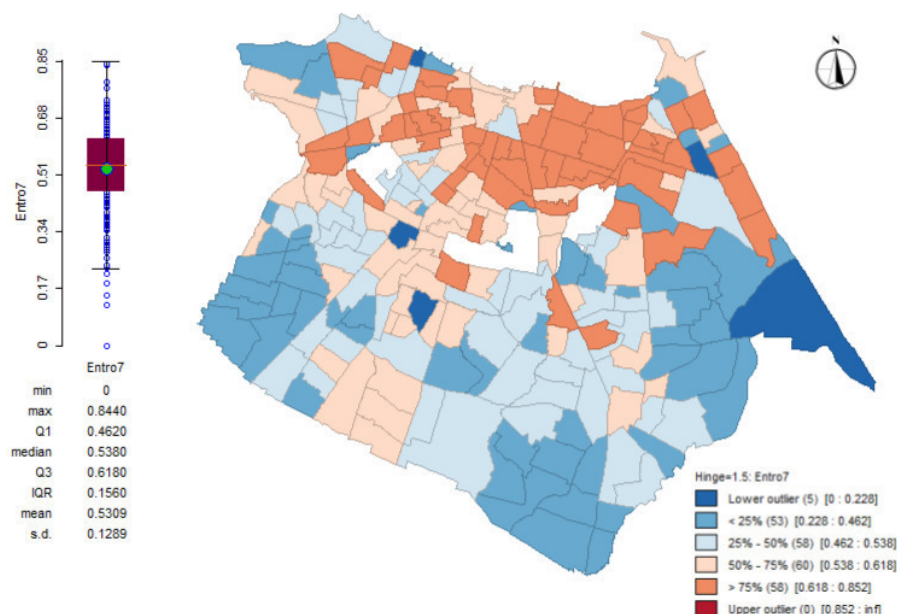 Entro7
0.85
0.68
0.51
0.34
0.17
0
Entro7
min 0
max 0.8440
Q1 0.4620
median 0.5380
Q3 0.6180
IQR 0.1560
mean 0.5309
s.d. 0.1289
N
Hinge=1.5: Entro7
Lower outlier (5) [0 : 0.228]
< 25% (53) [0.228 : 0.462]
25% - 50% (58) [0.462 : 0.538]
50% - 75% (60) [0.538 : 0.618]
> 75% (58) [0.618 : 0.852]
Upper outlier (0) [0.852 : inf]